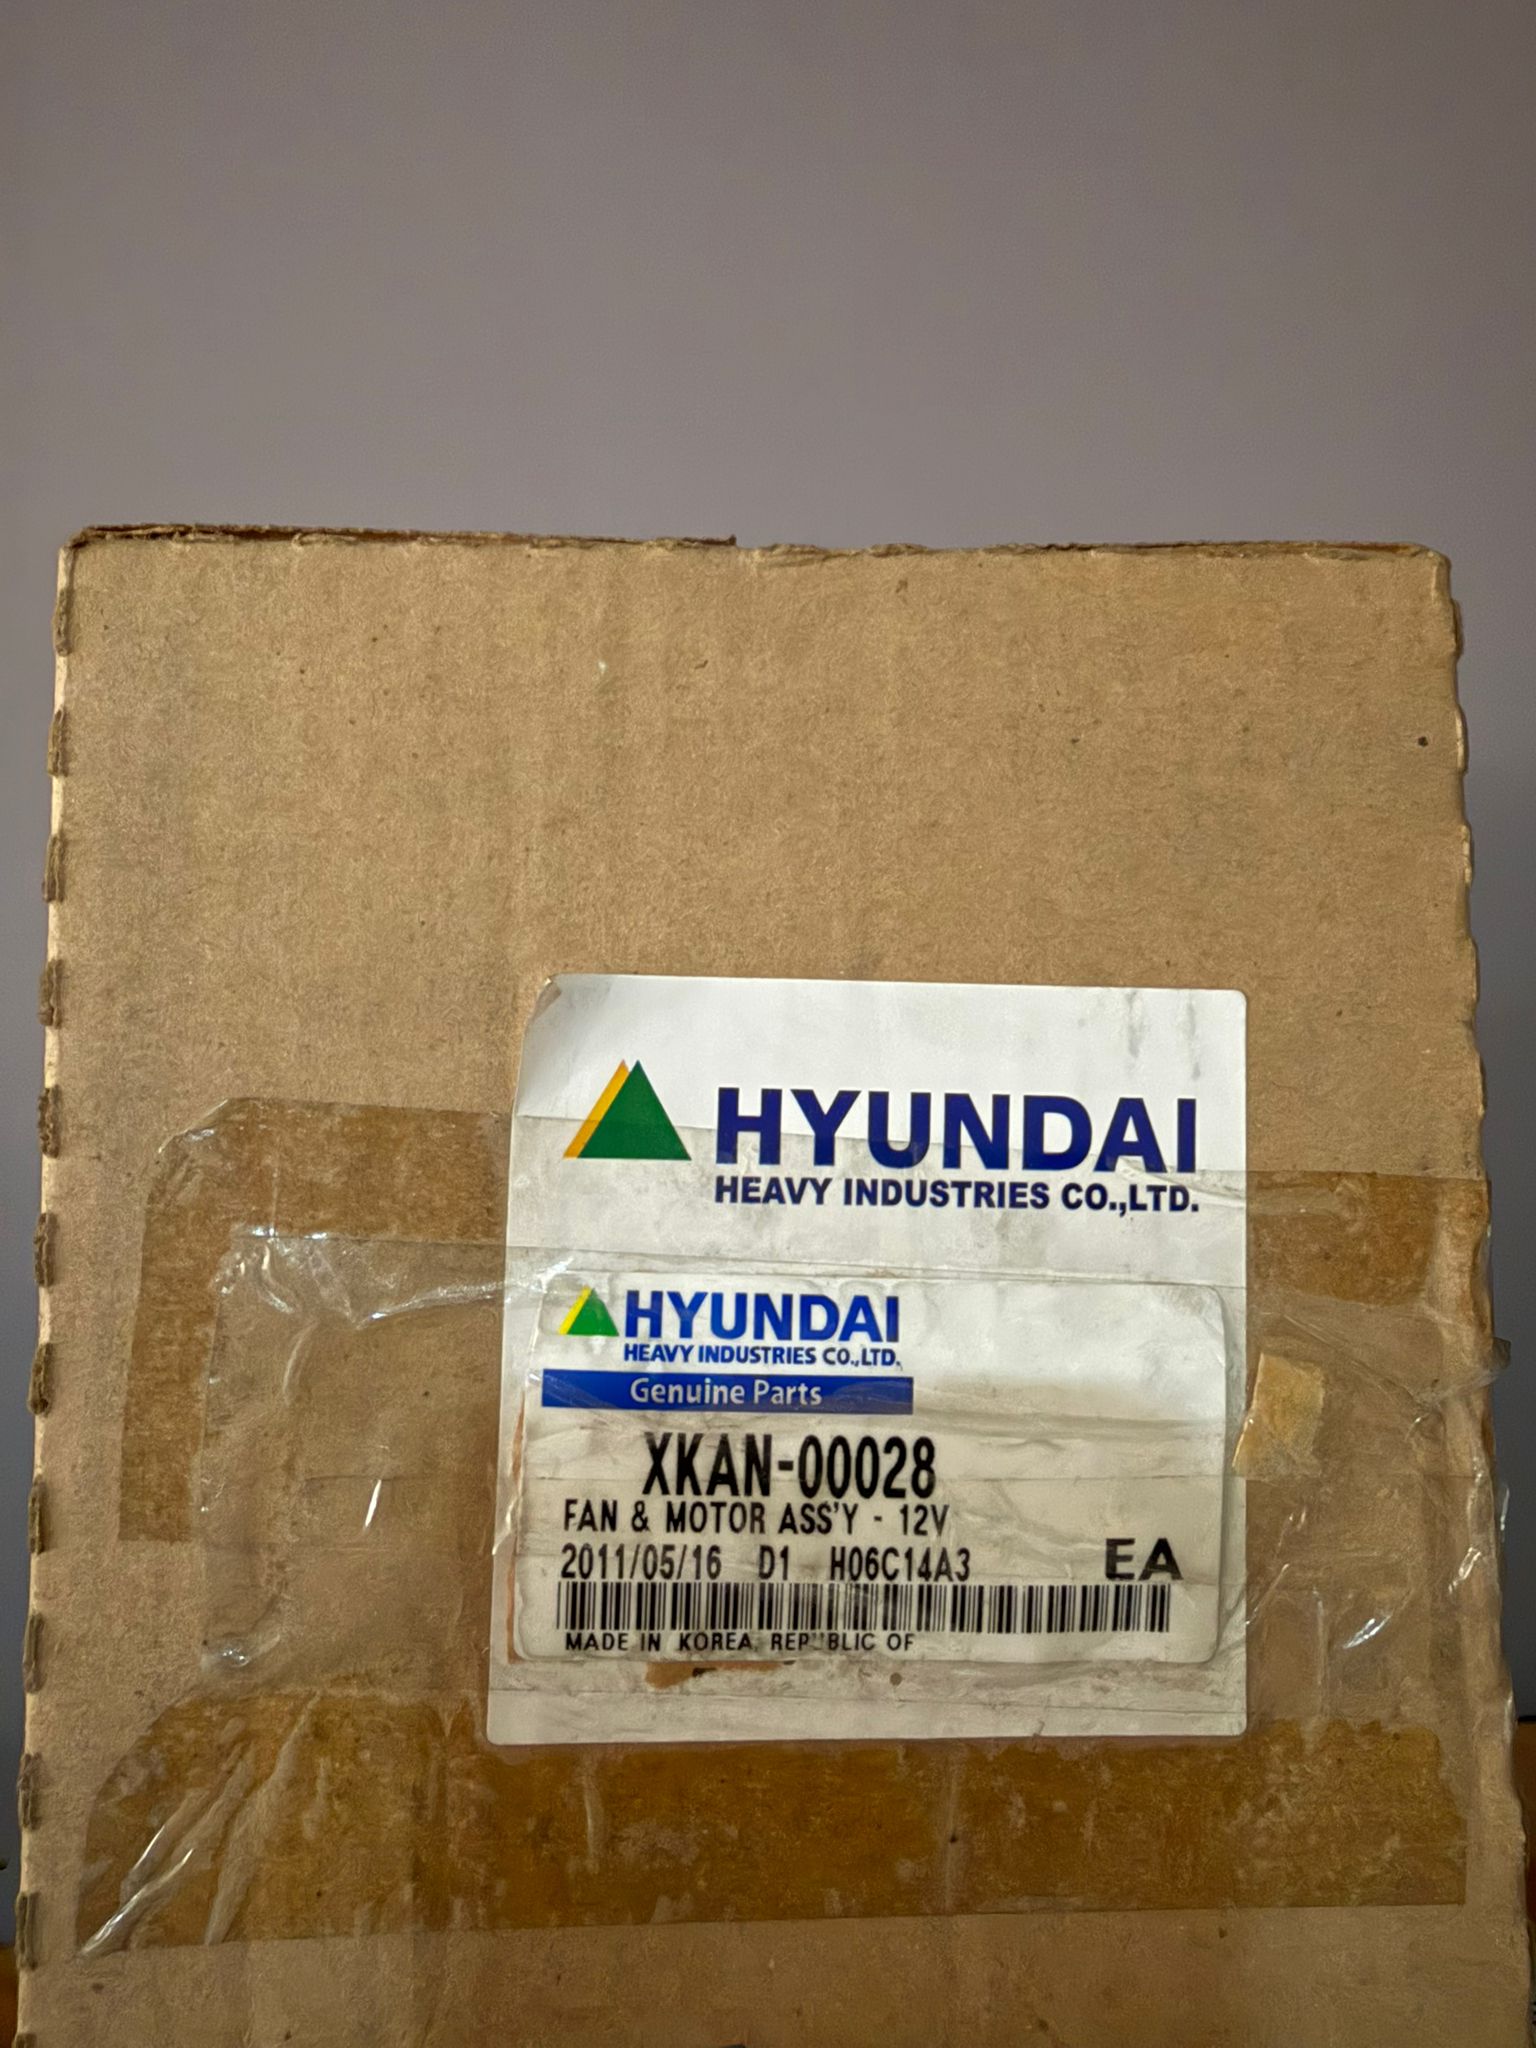 HYUNDAI
HEAVY INDUSTRIES CO.,LTD.
HYUNDAI
HEAVY INDUSTRIES CO.,LTD.
Genuine Parts
XKAN-00028
FAN & MOTOR ASS'Y - 12V
2011/05/16 D1 H06C14A3 EA
MADE IN KOREA, REPUBLIC OF